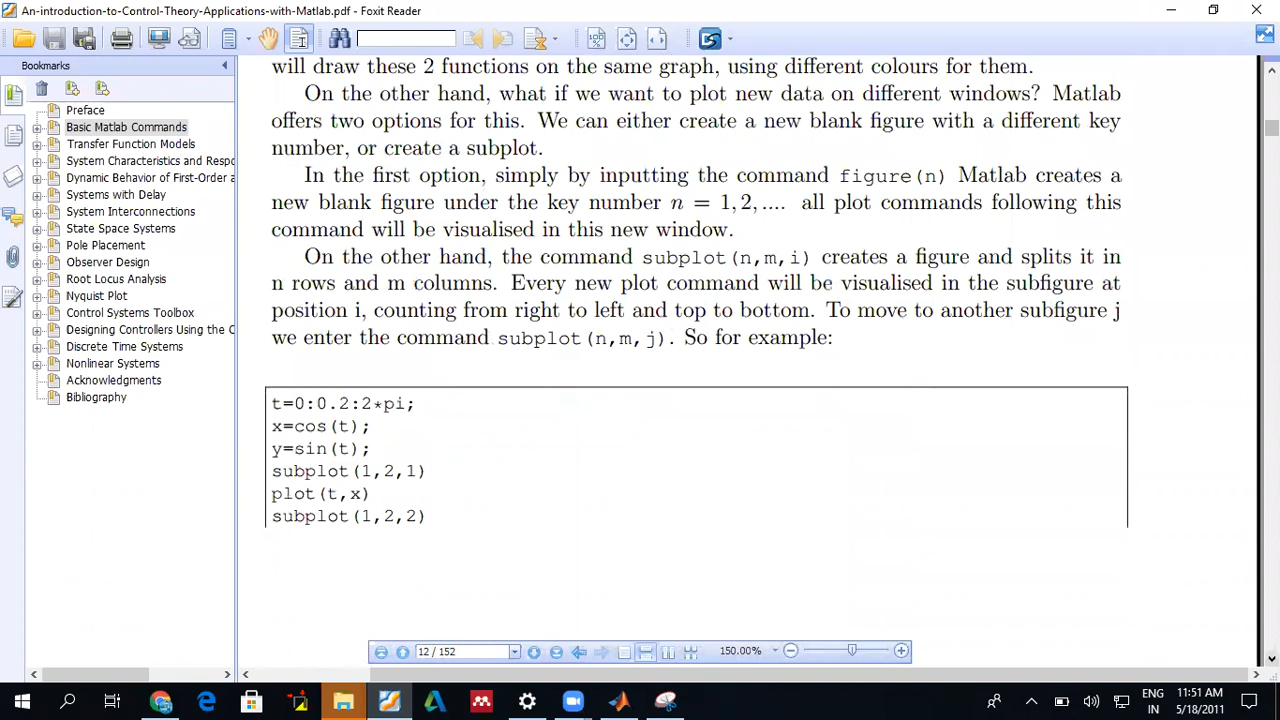 An-introduction-to-Control-Theory-Applications-with-Matlab.pdf - Foxit Reader
Bookmarks
Preface
Basic Matlab Commands
Transfer Function Models
System Characteristics and Respo
Dynamic Behavior of First-Order a
Systems with Delay
System Interconnections
State Space Systems
Pole Placement
Observer Design
Root Locus Analysis
Nyquist Plot
Control Systems Toolbox
Designing Controllers Using the C
Discrete Time Systems
Nonlinear Systems
Acknowledgments
Bibliography
will draw these 2 functions on the same graph, using different colours for them.
On the other hand, what if we want to plot new data on different windows? Matlab
offers two options for this. We can either create a new blank figure with a different key
number, or create a subplot.
In the first option, simply by inputting the command figure(n) Matlab creates a
new blank figure under the key number n = 1, 2, .... all plot commands following this
command will be visualised in this new window.
On the other hand, the command subplot(n,m,i) creates a figure and splits it in
n rows and m columns. Every new plot command will be visualised in the subfigure at
position i, counting from right to left and top to bottom. To move to another subfigure j
we enter the command subplot(n,m,j). So for example:
t=0:0.2:2*pi;
x=cos(t);
y=sin(t);
subplot(1,2,1)
plot(t,x)
subplot(1,2,2)
12 / 152
150.00%
ENG
IN
11:51 AM
5/18/2011